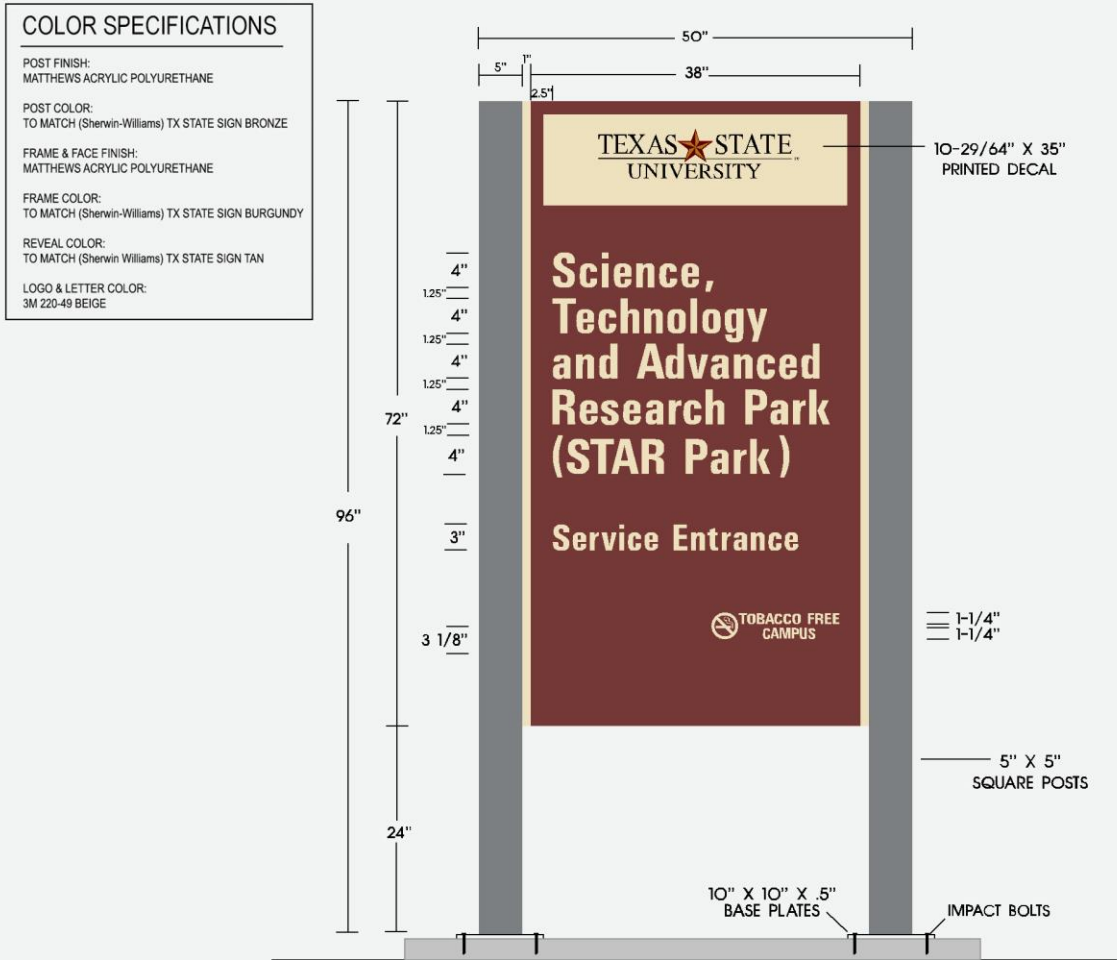 COLOR SPECIFICATIONS
POST FINISH:
MATTHEWS ACRYLIC POLYURETHANE
POST COLOR:
TO MATCH (Sherwin-Williams) TX STATE SIGN BRONZE
FRAME & FACE FINISH:
MATTHEWS ACRYLIC POLYURETHANE
FRAME COLOR:
TO MATCH (Sherwin-Williams) TX STATE SIGN BURGUNDY
REVEAL COLOR:
TO MATCH (Sherwin Williams) TX STATE SIGN TAN
LOGO & LETTER COLOR:
3M 220-49 BEIGE
50"
5"
1"
38"
2.5"
TEXAS STATE
UNIVERSITY
™
10-29/64" X 35"
PRINTED DECAL
4"
1.25"
4"
1.25"
4"
1.25"
4"
1.25"
4"
3"
3 1/8"
72"
96"
24"
Science,
Technology
and Advanced
Research Park
(STAR Park)
Service Entrance
TOBACCO FREE
CAMPUS
1-1/4"
1-1/4"
5" X 5"
SQUARE POSTS
10" X 10" X .5"
BASE PLATES
IMPACT BOLTS